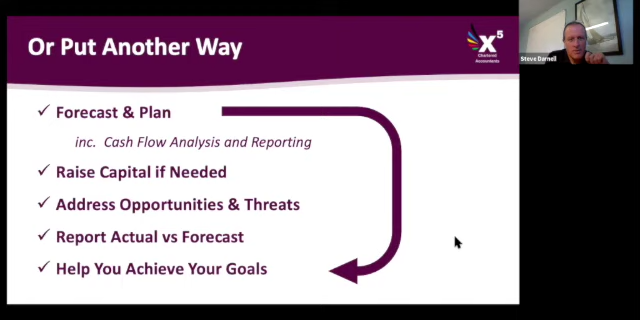 Or Put Another Way
x5
Chartered
Accountants
Steve Darnell
✓ Forecast & Plan
inc. Cash Flow Analysis and Reporting
✓ Raise Capital if Needed
✓ Address Opportunities & Threats
✓ Report Actual vs Forecast
✓ Help You Achieve Your Goals